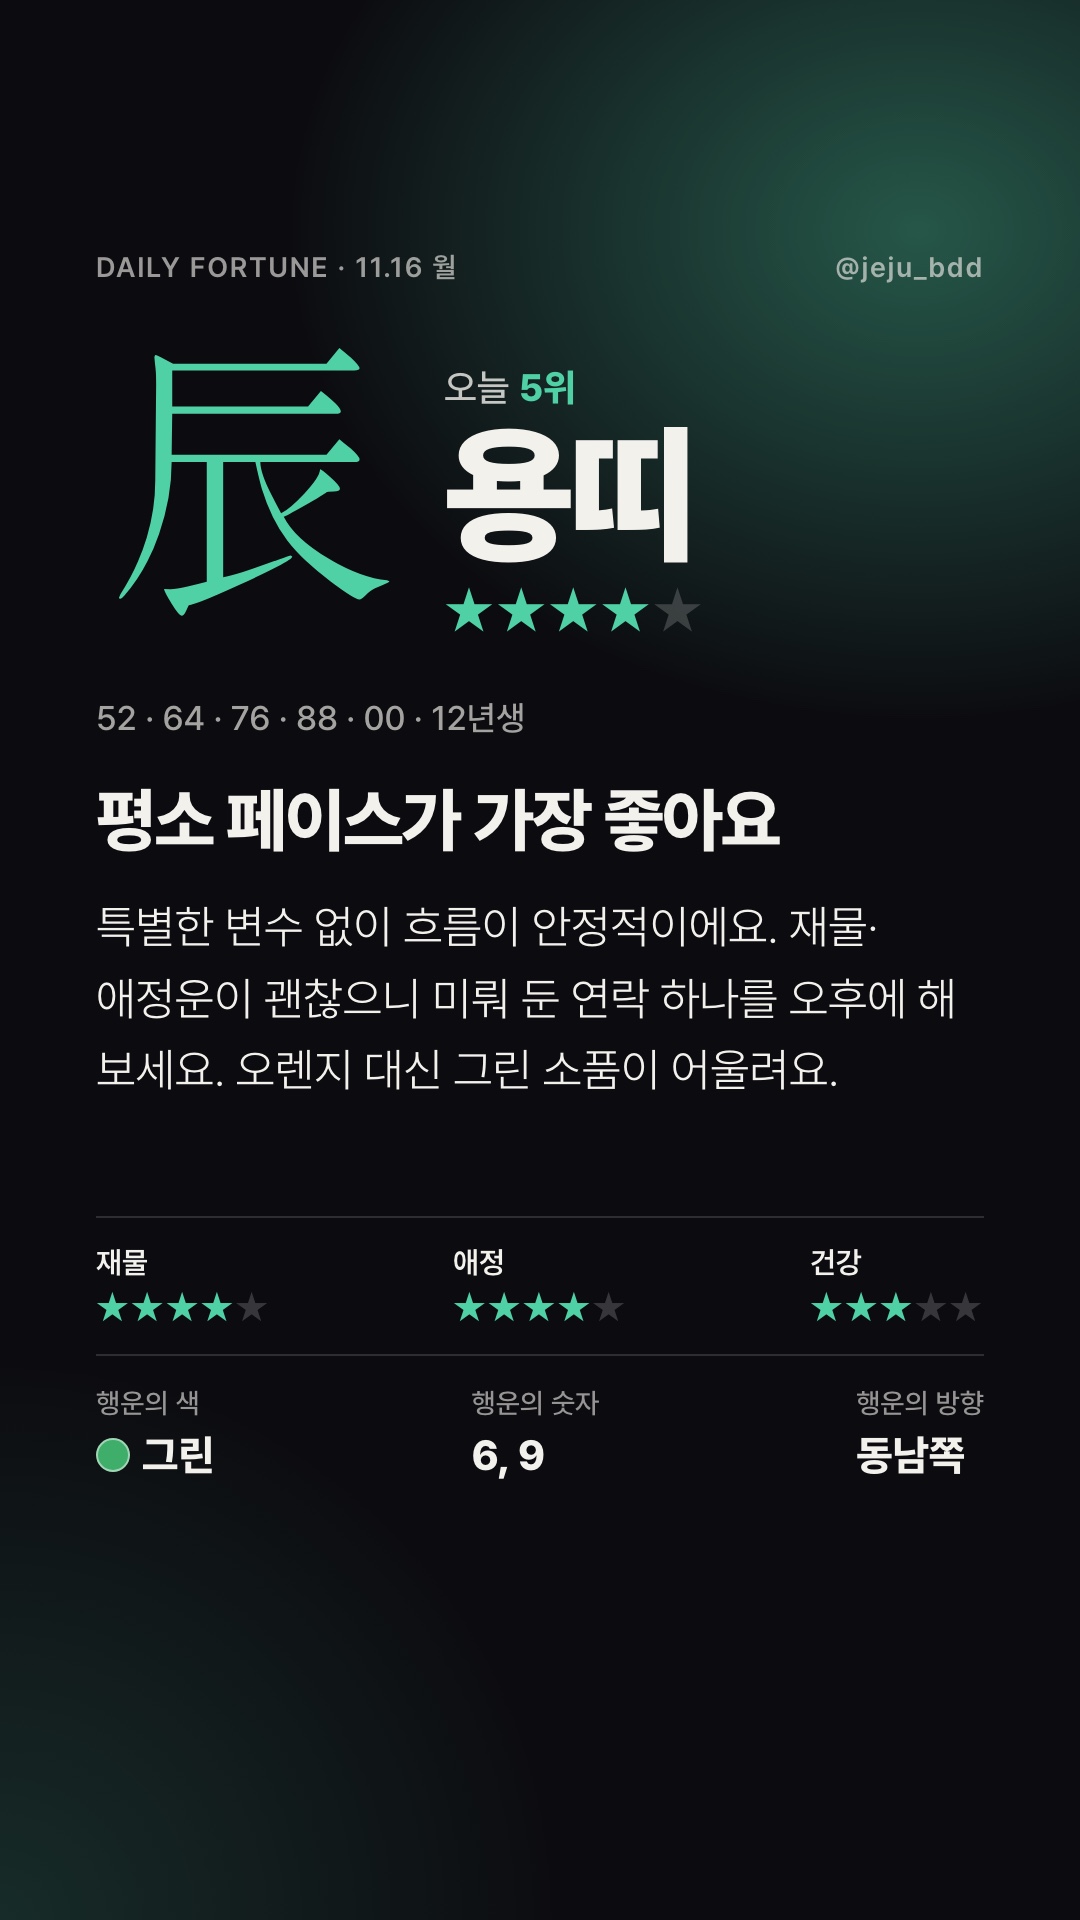 DAILY FORTUNE · 11.16 월
@jeju_bdd
辰
오늘 5위
용띠
★★★★★
52 · 64 · 76 · 88 · 00 · 12년생
평소 페이스가 가장 좋아요
특별한 변수 없이 흐름이 안정적이에요. 재물·
애정운이 괜찮으니 미뤄 둔 연락 하나를 오후에 해
보세요. 오렌지 대신 그린 소품이 어울려요.
재물 애정 건강
★★★★★ ★★★★★ ★★★★★
행운의 색 행운의 숫자 행운의 방향
그린 6, 9 동남쪽